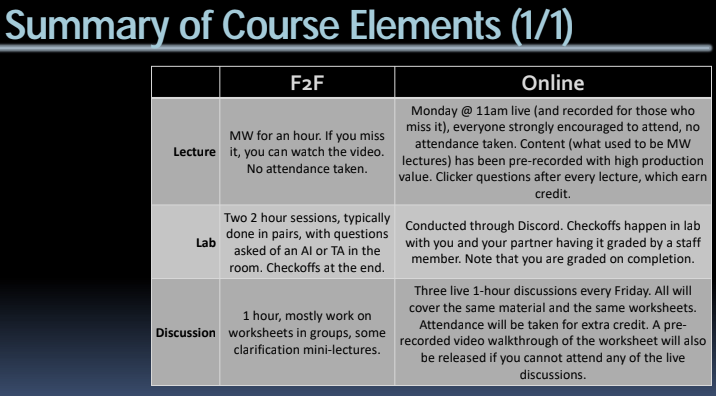 Summary of Course Elements (1/1)
F2F
Online
Lecture
MW for an hour. If you miss
it, you can watch the video.
No attendance taken.
Monday @ 11am live (and recorded for those who
miss it), everyone strongly encouraged to attend, no
attendance taken. Content (what used to be MW
lectures) has been pre-recorded with high production
value. Clicker questions after every lecture, which earn
credit.
Lab
Two 2 hour sessions, typically
done in pairs, with questions
asked of an AI or TA in the
room. Checkoffs at the end.
Conducted through Discord. Checkoffs happen in lab
with you and your partner having it graded by a staff
member. Note that you are graded on completion.
Discussion
1 hour, mostly work on
worksheets in groups, some
clarification mini-lectures.
Three live 1-hour discussions every Friday. All will
cover the same material and the same worksheets.
Attendance will be taken for extra credit. A pre-
recorded video walkthrough of the worksheet will also
be released if you cannot attend any of the live
discussions.